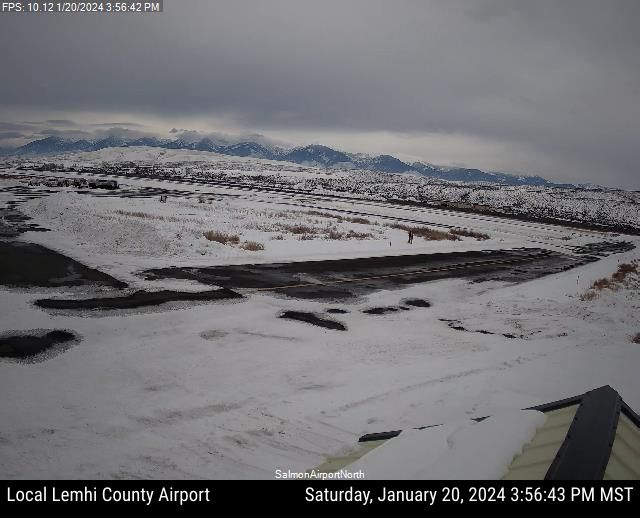 FPS: 10.12 1/20/2024 3:56:42 PM
SalmonAirportNorth
Local Lemhi County Airport Saturday, January 20, 2024 3:56:43 PM MST